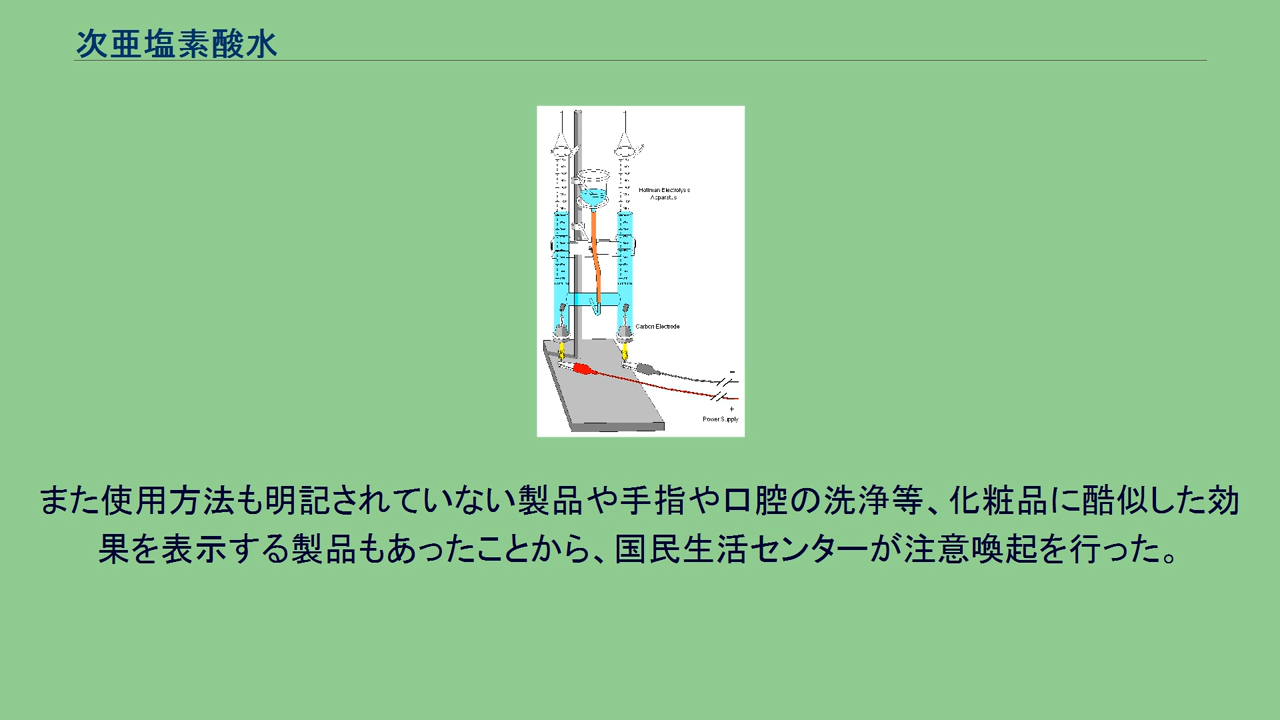 次亜塩素酸水
Hoffman Electrolysis
Apparatus
Carbon Electrode
−
+
Power Supply
また使用方法も明記されていない製品や手指や口腔の洗浄等、化粧品に酷似した効
果を表示する製品もあったことから、国民生活センターが注意喚起を行った。